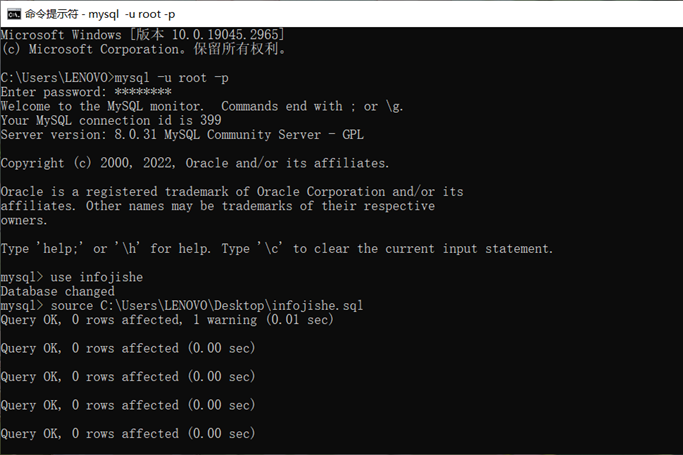 命令提示符 - mysql -u root -p
Microsoft Windows [版本 10.0.19045.2965]
(c) Microsoft Corporation。保留所有权利。
C:\Users\LENOVO>mysql -u root -p
Enter password: ********
Welcome to the MySQL monitor.  Commands end with ; or \g.
Your MySQL connection id is 399
Server version: 8.0.31 MySQL Community Server - GPL
Copyright (c) 2000, 2022, Oracle and/or its affiliates.
Oracle is a registered trademark of Oracle Corporation and/or its
affiliates. Other names may be trademarks of their respective
owners.
Type 'help;' or '\h' for help. Type '\c' to clear the current input statement.
mysql> use infojishe
Database changed
mysql> source C:\Users\LENOVO\Desktop\infojishe.sql
Query OK, 0 rows affected, 1 warning (0.01 sec)
Query OK, 0 rows affected (0.00 sec)
Query OK, 0 rows affected (0.00 sec)
Query OK, 0 rows affected (0.00 sec)
Query OK, 0 rows affected (0.00 sec)